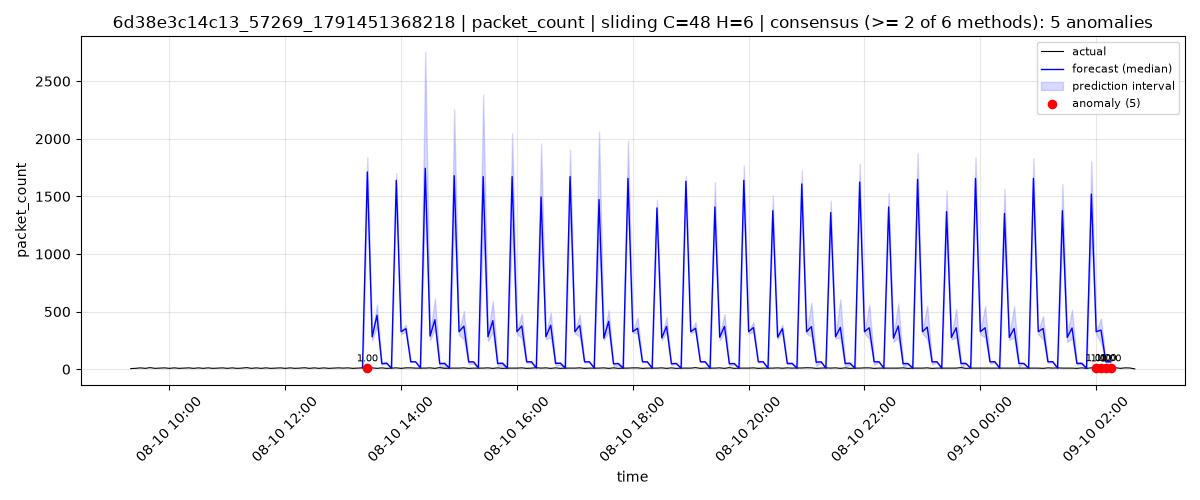 6d38e3c14c13_57269_1791451368218 | packet_count | sliding C=48 H=6 | consensus (>= 2 of 6 methods): 5 anomalies
actual
forecast (median)
prediction interval
anomaly (5)
packet_count
2500
2000
1500
1000
500
0
1.00
08-10 10:00
08-10 12:00
08-10 14:00
08-10 16:00
08-10 18:00
08-10 20:00
08-10 22:00
09-10 00:00
09-10 02:00
time